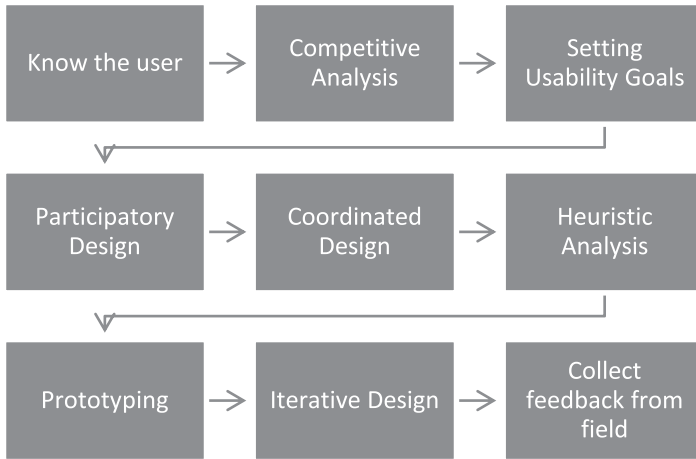 Know the user
Competitive
Analysis
Setting
Usability Goals
Participatory
Design
Coordinated
Design
Heuristic
Analysis
Prototyping
Iterative Design
Collect
feedback from
field